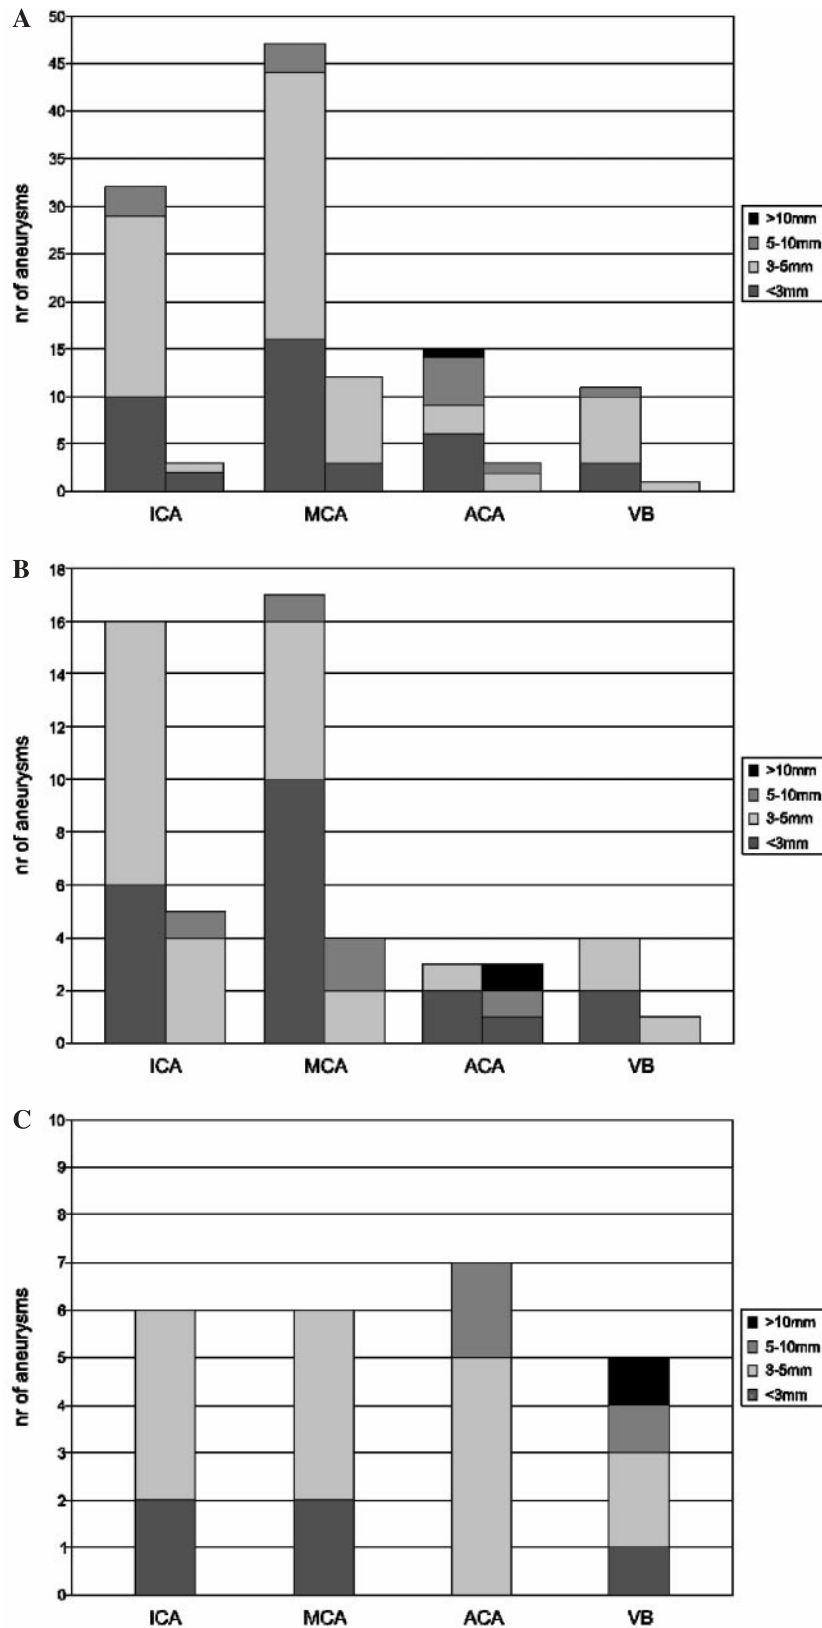 A
50
45
40
35
30
25
20
15
10
5
0
nr of aneurysms
ICA MCA ACA VB
>10mm
5-10mm
3-5mm
<3mm
B
18
16
14
12
10
8
6
4
2
0
nr of aneurysms
ICA MCA ACA VB
>10mm
5-10mm
3-5mm
<3mm
C
10
9
8
7
6
5
4
3
2
1
0
nr of aneurysms
ICA MCA ACA VB
>10mm
5-10mm
3-5mm
<3mm